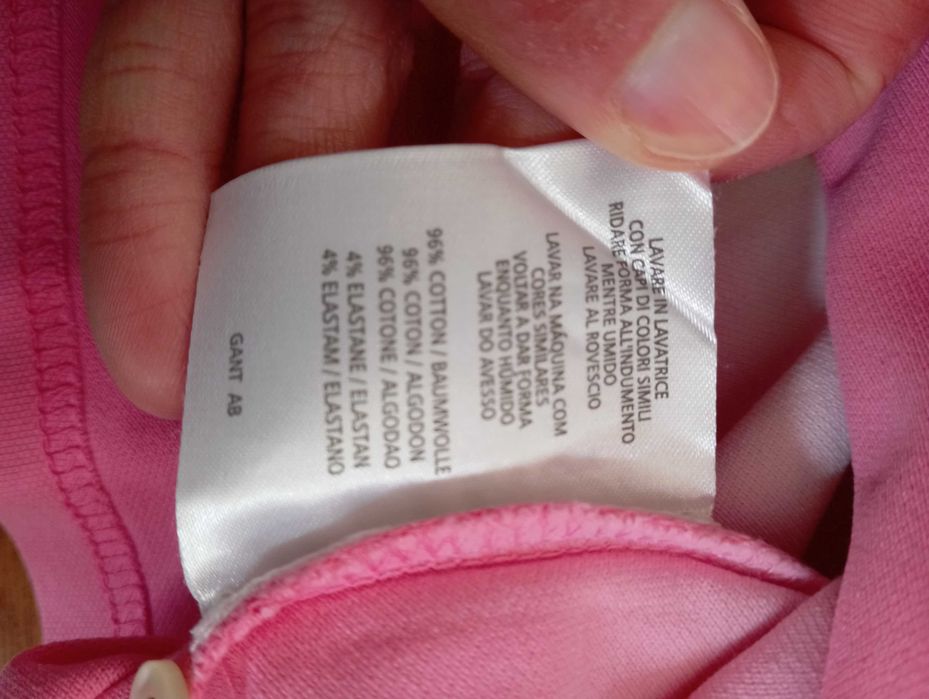 LAVARE IN LAVATRICE
CON CAPI DI COLORI SIMILI
RIDARE FORMA ALL'INDUMENTO
MENTRE UMIDO
LAVARE AL ROVESCIO
LAVAR NA MÁQUINA COM
CORES SIMILARES
VOLTAR A DAR FORMA
ENQUANTO HÚMIDO
LAVAR DO AVESSO
96% COTTON / BAUMWOLLE
96% COTON / ALGODON
96% COTONE / ALGODAO
4% ELASTANE / ELASTAN
4% ELASTAM / ELASTANO
GANT AB